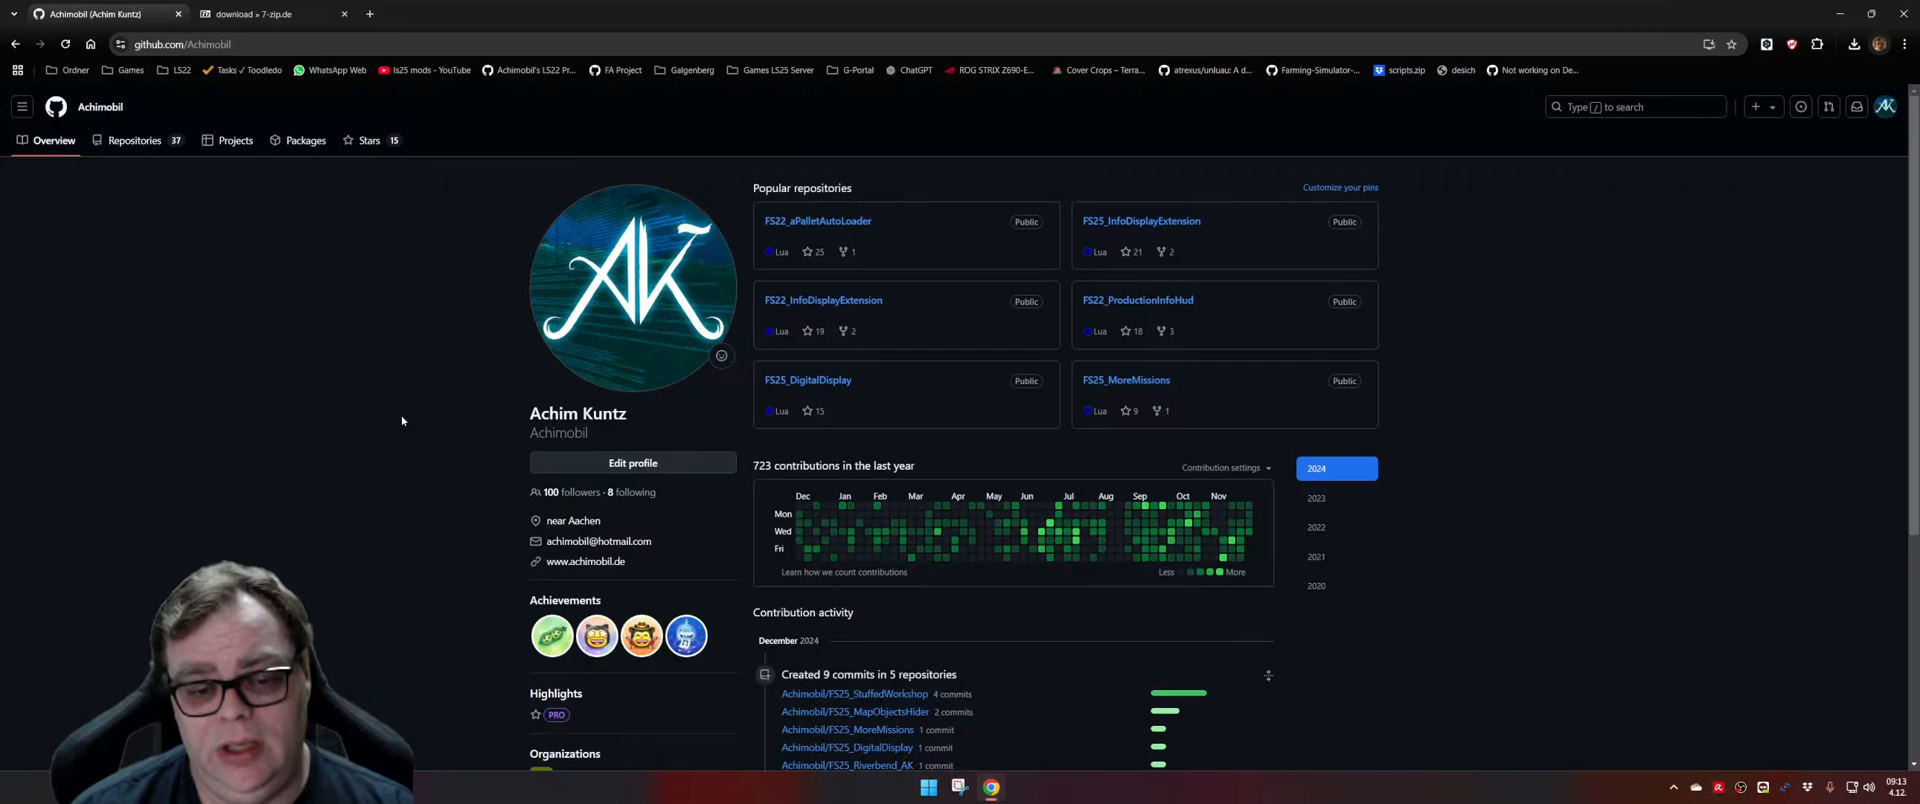 Achimobil (Achim Kuntz)
download » 7-zip.de
github.com/Achimobil
Ordner
Games
LS22
Tasks ✓ Toodledo
WhatsApp Web
ls25 mods - YouTube
Achimobil's LS22 Pr...
FA Project
Galgenberg
Games LS25 Server
G-Portal
ChatGPT
ROG STRIX Z690-E...
Cover Crops – Terra...
atrexus/unluau: A d...
Farming-Simulator-...
scripts.zip
desich
Not working on De...
Achimobil
Type / to search
Overview
Repositories 37
Projects
Packages
Stars 15
AK
Achim Kuntz
Achimobil
Edit profile
100 followers · 8 following
near Aachen
achimobil@hotmail.com
www.achimobil.de
Achievements
Highlights
PRO
Organizations
Popular repositories
Customize your pins
FS22_aPalletAutoLoader Public
Lua 25 1
FS25_InfoDisplayExtension Public
Lua 21 2
FS22_InfoDisplayExtension Public
Lua 19 2
FS22_ProductionInfoHud Public
Lua 18 3
FS25_DigitalDisplay Public
Lua 15
FS25_MoreMissions Public
Lua 9 1
723 contributions in the last year
Contribution settings
2024
2023
2022
2021
2020
Dec Jan Feb Mar Apr May Jun Jul Aug Sep Oct Nov
Mon
Wed
Fri
Learn how we count contributions
Less More
Contribution activity
December 2024
Created 9 commits in 5 repositories
Achimobil/FS25_StuffedWorkshop 4 commits
Achimobil/FS25_MapObjectsHider 2 commits
Achimobil/FS25_MoreMissions 1 commit
Achimobil/FS25_DigitalDisplay 1 commit
Achimobil/FS25_Riverbend_AK 1 commit
09:13
4.12.